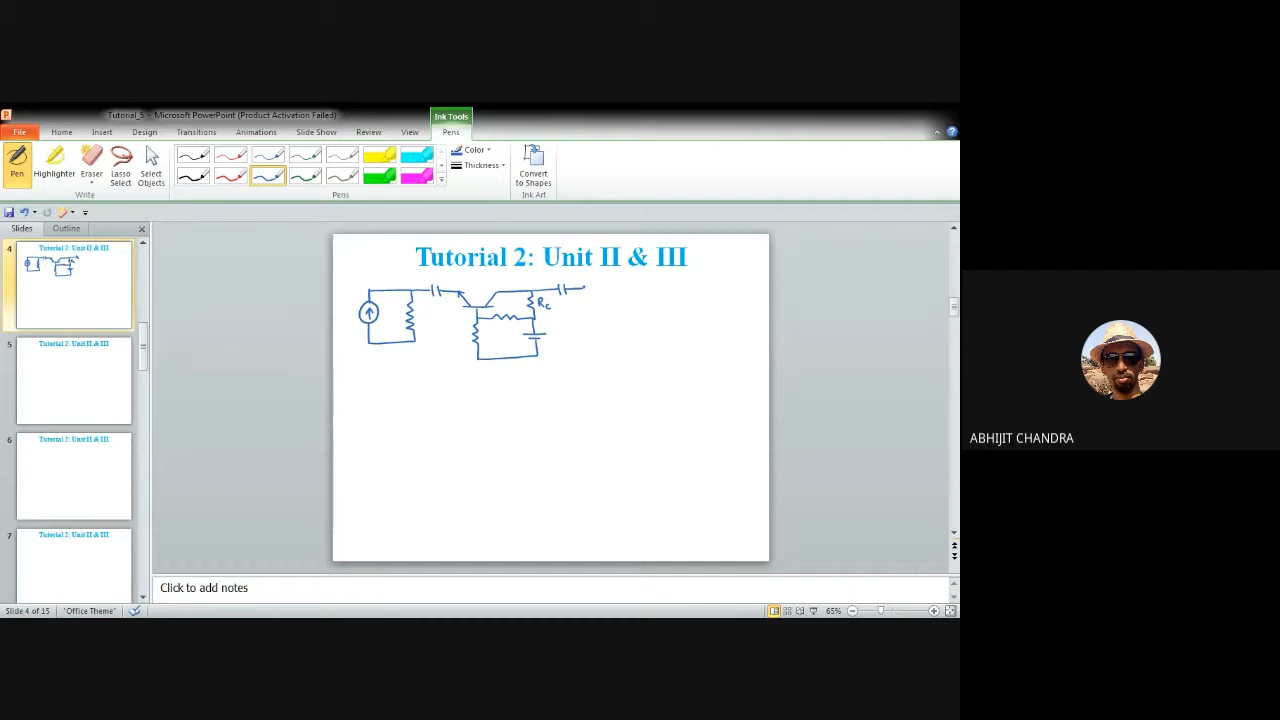 Tutorial_5 - Microsoft PowerPoint (Product Activation Failed)
Ink Tools
File Home Insert Design Transitions Animations Slide Show Review View Pens
Pen
Highlighter
Eraser
Lasso Select
Select Objects
Color
Thickness
Convert to Shapes
Write
Pens
Ink Art
Slides Outline
4
Tutorial 2: Unit II & III
5
Tutorial 2: Unit II & III
6
Tutorial 2: Unit II & III
7
Tutorial 2: Unit II & III
Tutorial 2: Unit II & III
Rc
ABHIJIT CHANDRA
Click to add notes
Slide 4 of 15 "Office Theme" 65%